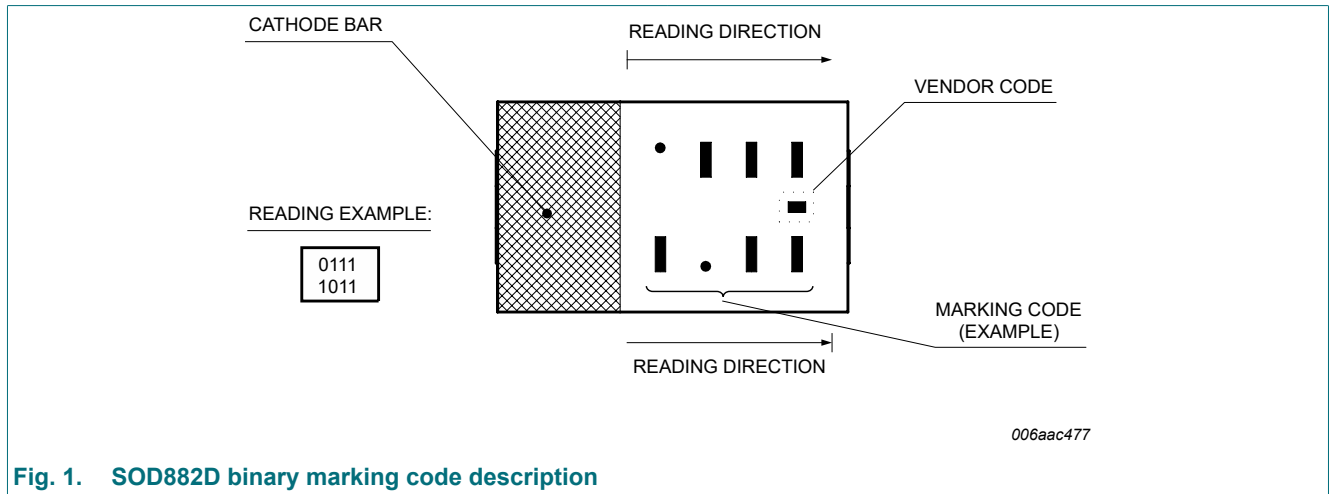 CATHODE BAR
READING DIRECTION
VENDOR CODE
READING EXAMPLE:
0111
1011
MARKING CODE
(EXAMPLE)
READING DIRECTION
006aac477
Fig. 1. SOD882D binary marking code description